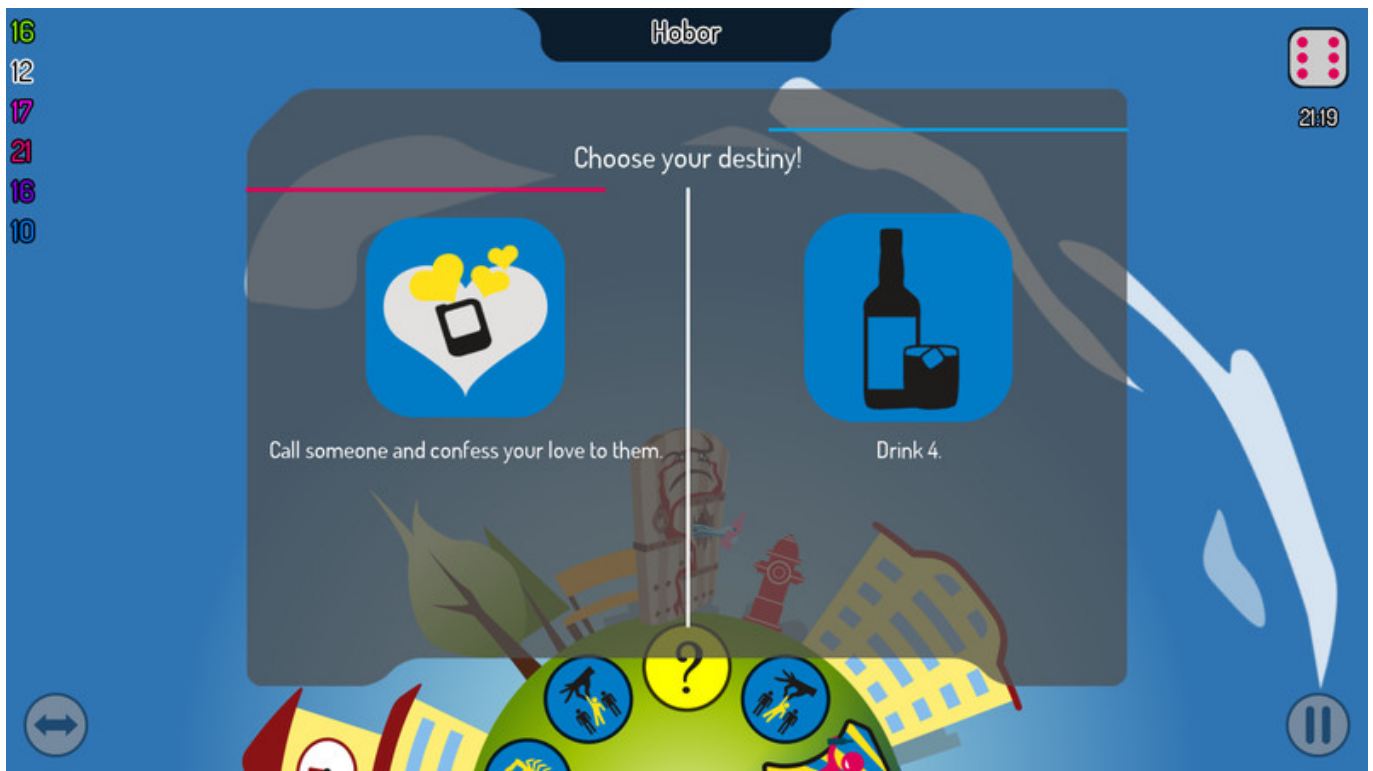 Hobor
16
12
17
21
16
10
21:19
Choose your destiny!
Call someone and confess your love to them.
Drink 4.
?